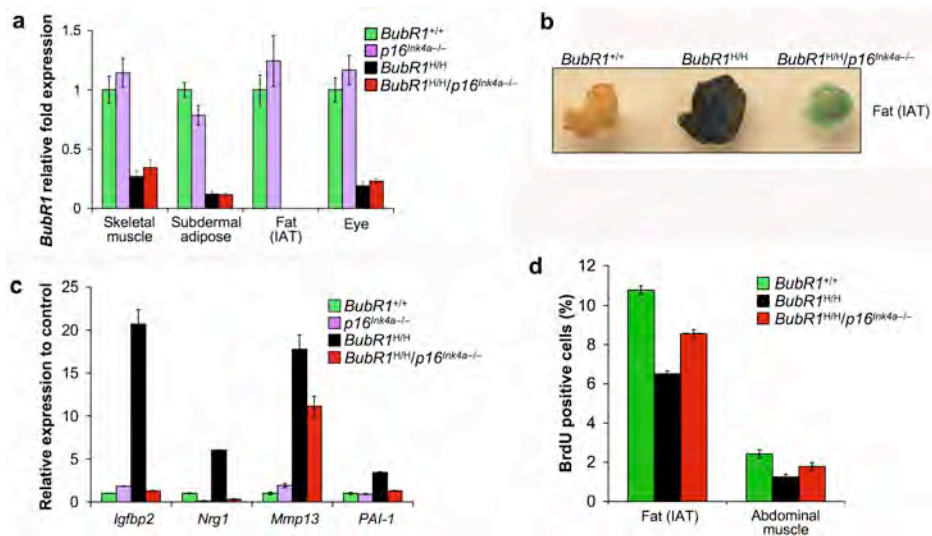 a
BubR1 relative fold expression
1.5
1
0.5
0
BubR1+/+
p16Ink4a−/−
BubR1H/H
BubR1H/H/p16Ink4a−/−
Skeletal
muscle
Subdermal
adipose
Fat
(IAT)
Eye
b
BubR1+/+
BubR1H/H
BubR1H/H/p16Ink4a−/−
Fat (IAT)
c
Relative expression to control
25
20
15
10
5
0
BubR1+/+
p16Ink4a−/−
BubR1H/H
BubR1H/H/p16Ink4a−/−
Igfbp2
Nrg1
Mmp13
PAI-1
d
BrdU positive cells (%)
12
10
8
6
4
2
0
BubR1+/+
BubR1H/H
BubR1H/H/p16Ink4a−/−
Fat (IAT)
Abdominal
muscle